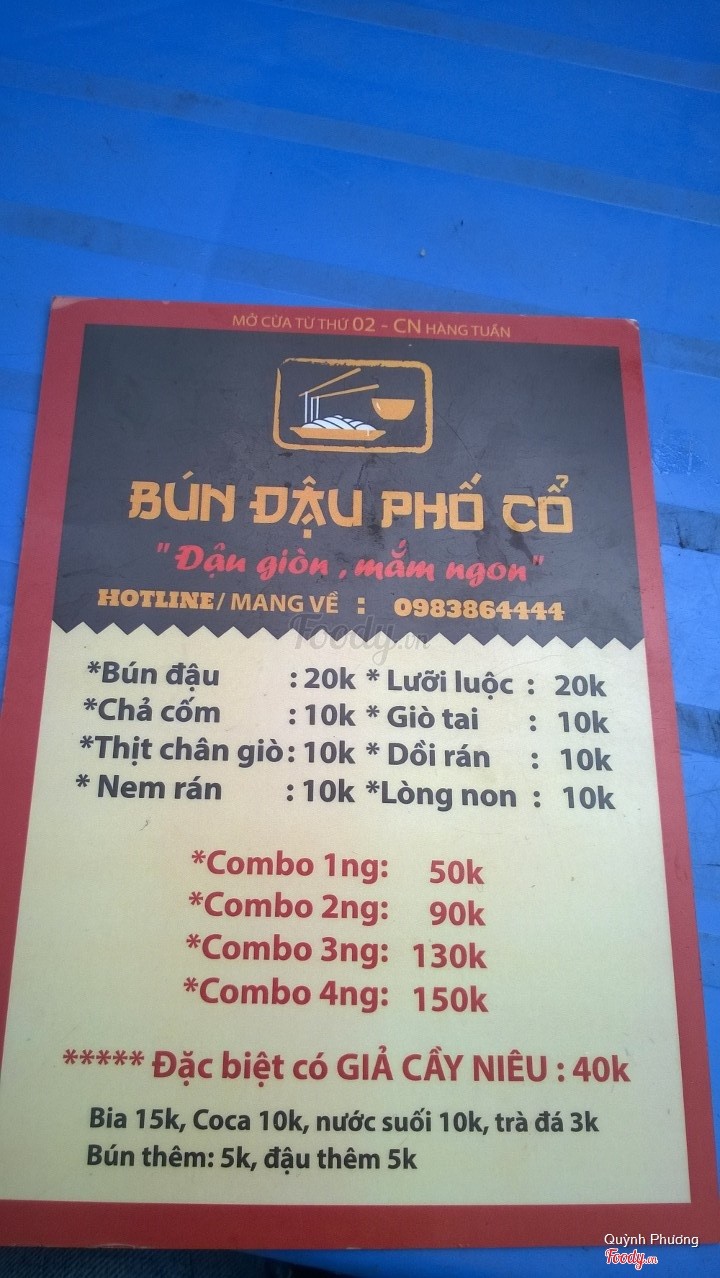 MỞ CỬA TỪ THỨ 02 - CN HÀNG TUẦN
BÚN ĐẬU PHỐ CỔ
"Đậu giòn, mắm ngon"
HOTLINE/ MANG VỀ : 0983864444
Foody.vn
*Bún đậu : 20k * Lưỡi luộc : 20k
*Chả cốm : 10k * Giò tai : 10k
*Thịt chân giò: 10k * Dồi rán : 10k
* Nem rán : 10k *Lòng non : 10k
*Combo 1ng: 50k
*Combo 2ng: 90k
*Combo 3ng: 130k
*Combo 4ng: 150k
***** Đặc biệt có GIẢ CẦY NIÊU : 40k
Bia 15k, Coca 10k, nước suối 10k, trà đá 3k
Bún thêm: 5k, đậu thêm 5k
Quỳnh Phương
Foody.vn